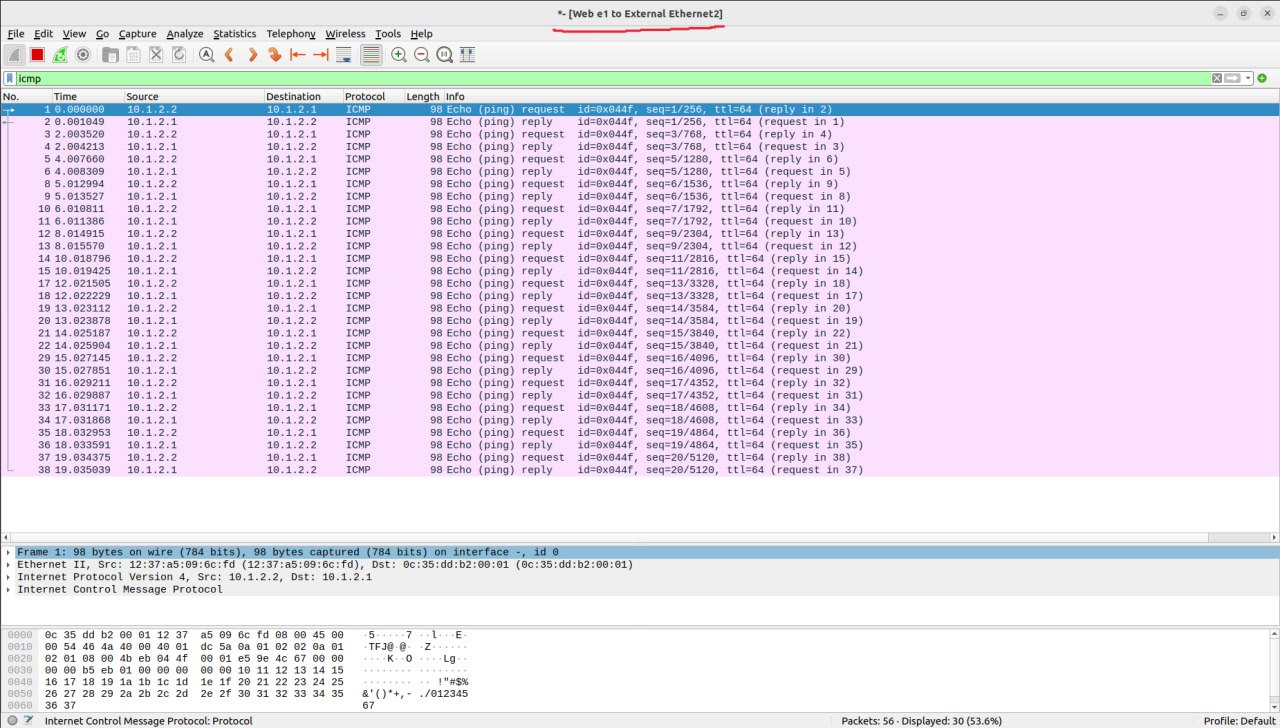 *- [Web e1 to External Ethernet2]
File Edit View Go Capture Analyze Statistics Telephony Wireless Tools Help
icmp
No. Time Source Destination Protocol Length Info
1 0.000000 10.1.2.2 10.1.2.1 ICMP 98 Echo (ping) request id=0x044f, seq=1/256, ttl=64 (reply in 2)
2 0.001049 10.1.2.1 10.1.2.2 ICMP 98 Echo (ping) reply id=0x044f, seq=1/256, ttl=64 (request in 1)
3 2.003520 10.1.2.2 10.1.2.1 ICMP 98 Echo (ping) request id=0x044f, seq=3/768, ttl=64 (reply in 4)
4 2.004213 10.1.2.1 10.1.2.2 ICMP 98 Echo (ping) reply id=0x044f, seq=3/768, ttl=64 (request in 3)
5 4.007660 10.1.2.2 10.1.2.1 ICMP 98 Echo (ping) request id=0x044f, seq=5/1280, ttl=64 (reply in 6)
6 4.008309 10.1.2.1 10.1.2.2 ICMP 98 Echo (ping) reply id=0x044f, seq=5/1280, ttl=64 (request in 5)
8 5.012994 10.1.2.2 10.1.2.1 ICMP 98 Echo (ping) request id=0x044f, seq=6/1536, ttl=64 (reply in 9)
9 5.013527 10.1.2.1 10.1.2.2 ICMP 98 Echo (ping) reply id=0x044f, seq=6/1536, ttl=64 (request in 8)
10 6.010811 10.1.2.2 10.1.2.1 ICMP 98 Echo (ping) request id=0x044f, seq=7/1792, ttl=64 (reply in 11)
11 6.011386 10.1.2.1 10.1.2.2 ICMP 98 Echo (ping) reply id=0x044f, seq=7/1792, ttl=64 (request in 10)
12 8.014915 10.1.2.2 10.1.2.1 ICMP 98 Echo (ping) request id=0x044f, seq=9/2304, ttl=64 (reply in 13)
13 8.015570 10.1.2.1 10.1.2.2 ICMP 98 Echo (ping) reply id=0x044f, seq=9/2304, ttl=64 (request in 12)
14 10.018796 10.1.2.2 10.1.2.1 ICMP 98 Echo (ping) request id=0x044f, seq=11/2816, ttl=64 (reply in 15)
15 10.019425 10.1.2.1 10.1.2.2 ICMP 98 Echo (ping) reply id=0x044f, seq=11/2816, ttl=64 (request in 14)
17 12.021505 10.1.2.2 10.1.2.1 ICMP 98 Echo (ping) request id=0x044f, seq=13/3328, ttl=64 (reply in 18)
18 12.022229 10.1.2.1 10.1.2.2 ICMP 98 Echo (ping) reply id=0x044f, seq=13/3328, ttl=64 (request in 17)
19 13.023112 10.1.2.2 10.1.2.1 ICMP 98 Echo (ping) request id=0x044f, seq=14/3584, ttl=64 (reply in 20)
20 13.023878 10.1.2.1 10.1.2.2 ICMP 98 Echo (ping) reply id=0x044f, seq=14/3584, ttl=64 (request in 19)
21 14.025187 10.1.2.2 10.1.2.1 ICMP 98 Echo (ping) request id=0x044f, seq=15/3840, ttl=64 (reply in 22)
22 14.025904 10.1.2.1 10.1.2.2 ICMP 98 Echo (ping) reply id=0x044f, seq=15/3840, ttl=64 (request in 21)
29 15.027145 10.1.2.2 10.1.2.1 ICMP 98 Echo (ping) request id=0x044f, seq=16/4096, ttl=64 (reply in 30)
30 15.027851 10.1.2.1 10.1.2.2 ICMP 98 Echo (ping) reply id=0x044f, seq=16/4096, ttl=64 (request in 29)
31 16.029211 10.1.2.2 10.1.2.1 ICMP 98 Echo (ping) request id=0x044f, seq=17/4352, ttl=64 (reply in 32)
32 16.029887 10.1.2.1 10.1.2.2 ICMP 98 Echo (ping) reply id=0x044f, seq=17/4352, ttl=64 (request in 31)
33 17.031171 10.1.2.2 10.1.2.1 ICMP 98 Echo (ping) request id=0x044f, seq=18/4608, ttl=64 (reply in 34)
34 17.031868 10.1.2.1 10.1.2.2 ICMP 98 Echo (ping) reply id=0x044f, seq=18/4608, ttl=64 (request in 33)
35 18.032953 10.1.2.2 10.1.2.1 ICMP 98 Echo (ping) request id=0x044f, seq=19/4864, ttl=64 (reply in 36)
36 18.033591 10.1.2.1 10.1.2.2 ICMP 98 Echo (ping) reply id=0x044f, seq=19/4864, ttl=64 (request in 35)
37 19.034375 10.1.2.2 10.1.2.1 ICMP 98 Echo (ping) request id=0x044f, seq=20/5120, ttl=64 (reply in 38)
38 19.035039 10.1.2.1 10.1.2.2 ICMP 98 Echo (ping) reply id=0x044f, seq=20/5120, ttl=64 (request in 37)
Frame 1: 98 bytes on wire (784 bits), 98 bytes captured (784 bits) on interface -, id 0
Ethernet II, Src: 12:37:a5:09:6c:fd (12:37:a5:09:6c:fd), Dst: 0c:35:dd:b2:00:01 (0c:35:dd:b2:00:01)
Internet Protocol Version 4, Src: 10.1.2.2, Dst: 10.1.2.1
Internet Control Message Protocol
0000 0c 35 dd b2 00 01 12 37 a5 09 6c fd 08 00 45 00 ·5·····7 ··l···E·
0010 00 54 46 4a 40 00 40 01 dc 5a 0a 01 02 02 0a 01 ·TFJ@·@· ·Z······
0020 02 01 08 00 4b eb 04 4f 00 01 e5 9e 4c 67 00 00 ····K··O ····Lg··
0030 00 00 b5 eb 01 00 00 00 00 00 10 11 12 13 14 15 ········ ········
0040 16 17 18 19 1a 1b 1c 1d 1e 1f 20 21 22 23 24 25 ········ ·· !"#$%
0050 26 27 28 29 2a 2b 2c 2d 2e 2f 30 31 32 33 34 35 &'()*+,- ./012345
0060 36 37 67
Internet Control Message Protocol: Protocol Packets: 56 · Displayed: 30 (53.6%) Profile: Default